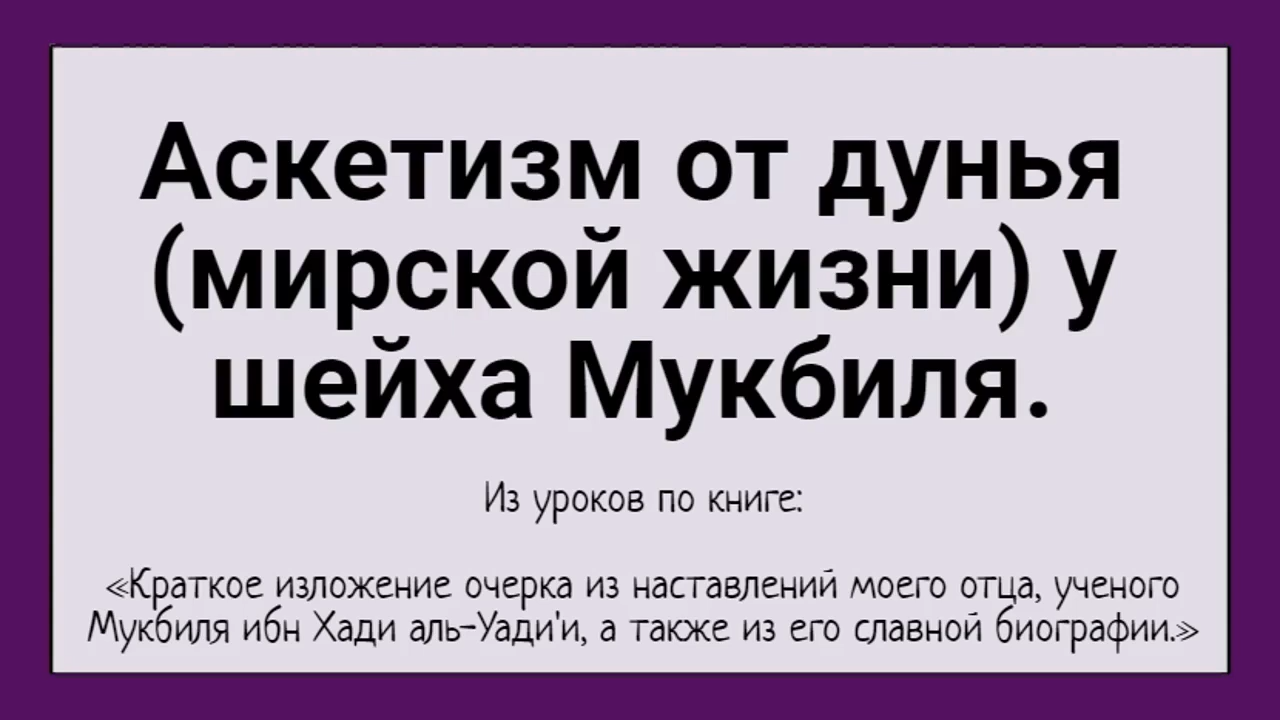 Аскетизм от дунья
(мирской жизни) у
шейха Мукбиля.
Из уроков по книге:
«Краткое изложение очерка из наставлений моего отца, ученого
Мукбиля ибн Хади аль-Уади'и, а также из его славной биографии.»